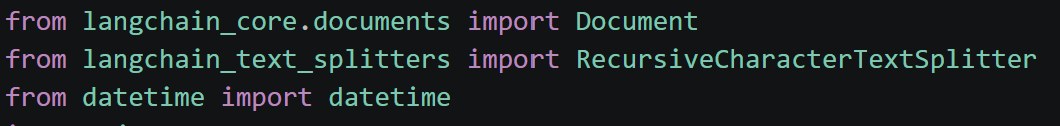 from langchain_core.documents import Document
from langchain_text_splitters import RecursiveCharacterTextSplitter
from datetime import datetime